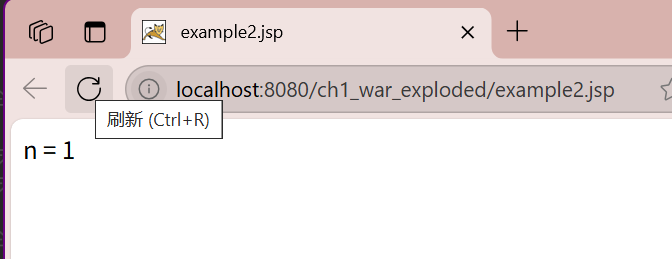 example2.jsp
localhost:8080/ch1_war_exploded/example2.jsp
刷新 (Ctrl+R)
n = 1